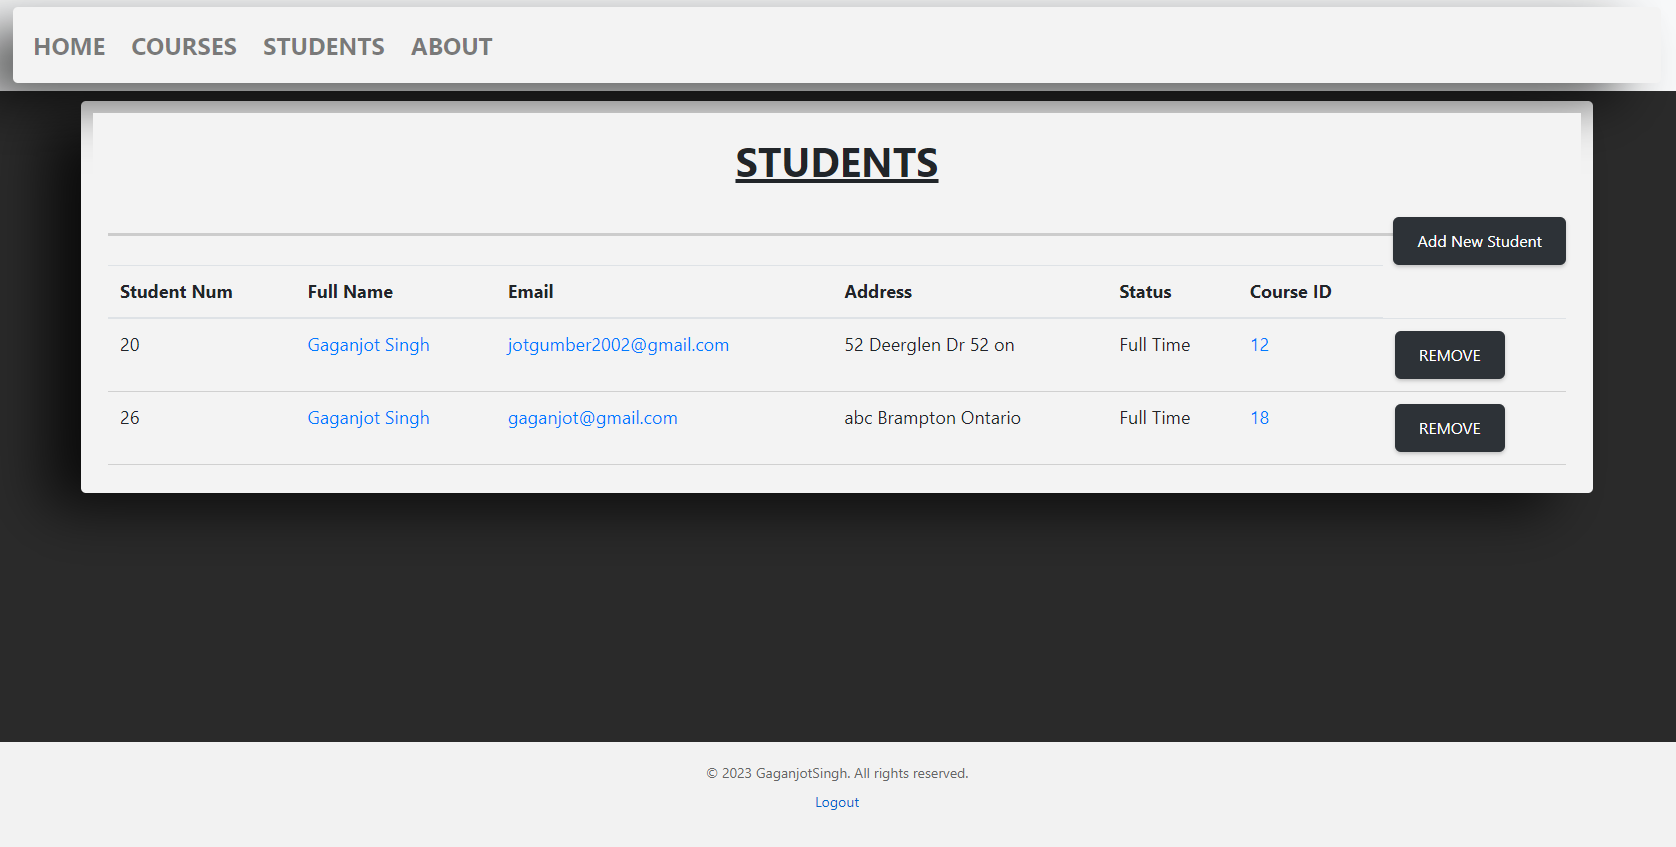 HOME COURSES STUDENTS ABOUT
STUDENTS
Add New Student
Student Num Full Name Email Address Status Course ID
20 Gaganjot Singh jotgumber2002@gmail.com 52 Deerglen Dr 52 on Full Time 12 REMOVE
26 Gaganjot Singh gaganjot@gmail.com abc Brampton Ontario Full Time 18 REMOVE
© 2023 GaganjotSingh. All rights reserved.
Logout